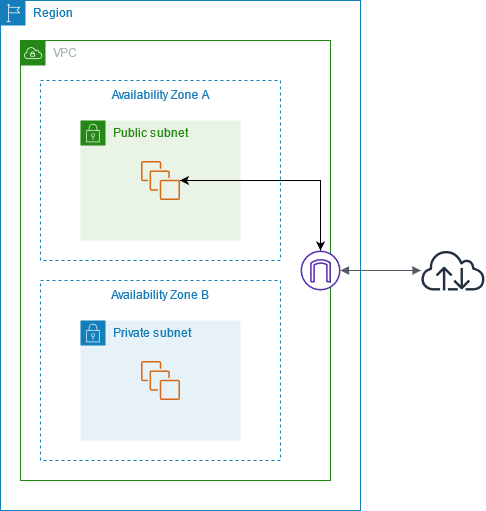 Region
VPC
Availability Zone A
Public subnet
Availability Zone B
Private subnet